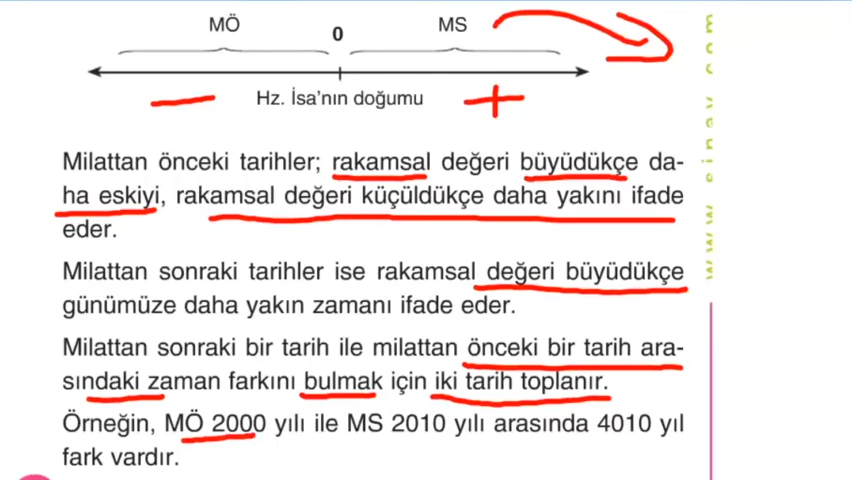 MÖ 0 MS
Hz. İsa'nın doğumu
Milattan önceki tarihler; rakamsal değeri büyüdükçe da-
ha eskiyi, rakamsal değeri küçüldükçe daha yakını ifade
eder.
Milattan sonraki tarihler ise rakamsal değeri büyüdükçe
günümüze daha yakın zamanı ifade eder.
Milattan sonraki bir tarih ile milattan önceki bir tarih ara-
sındaki zaman farkını bulmak için iki tarih toplanır.
Örneğin, MÖ 2000 yılı ile MS 2010 yılı arasında 4010 yıl
fark vardır.